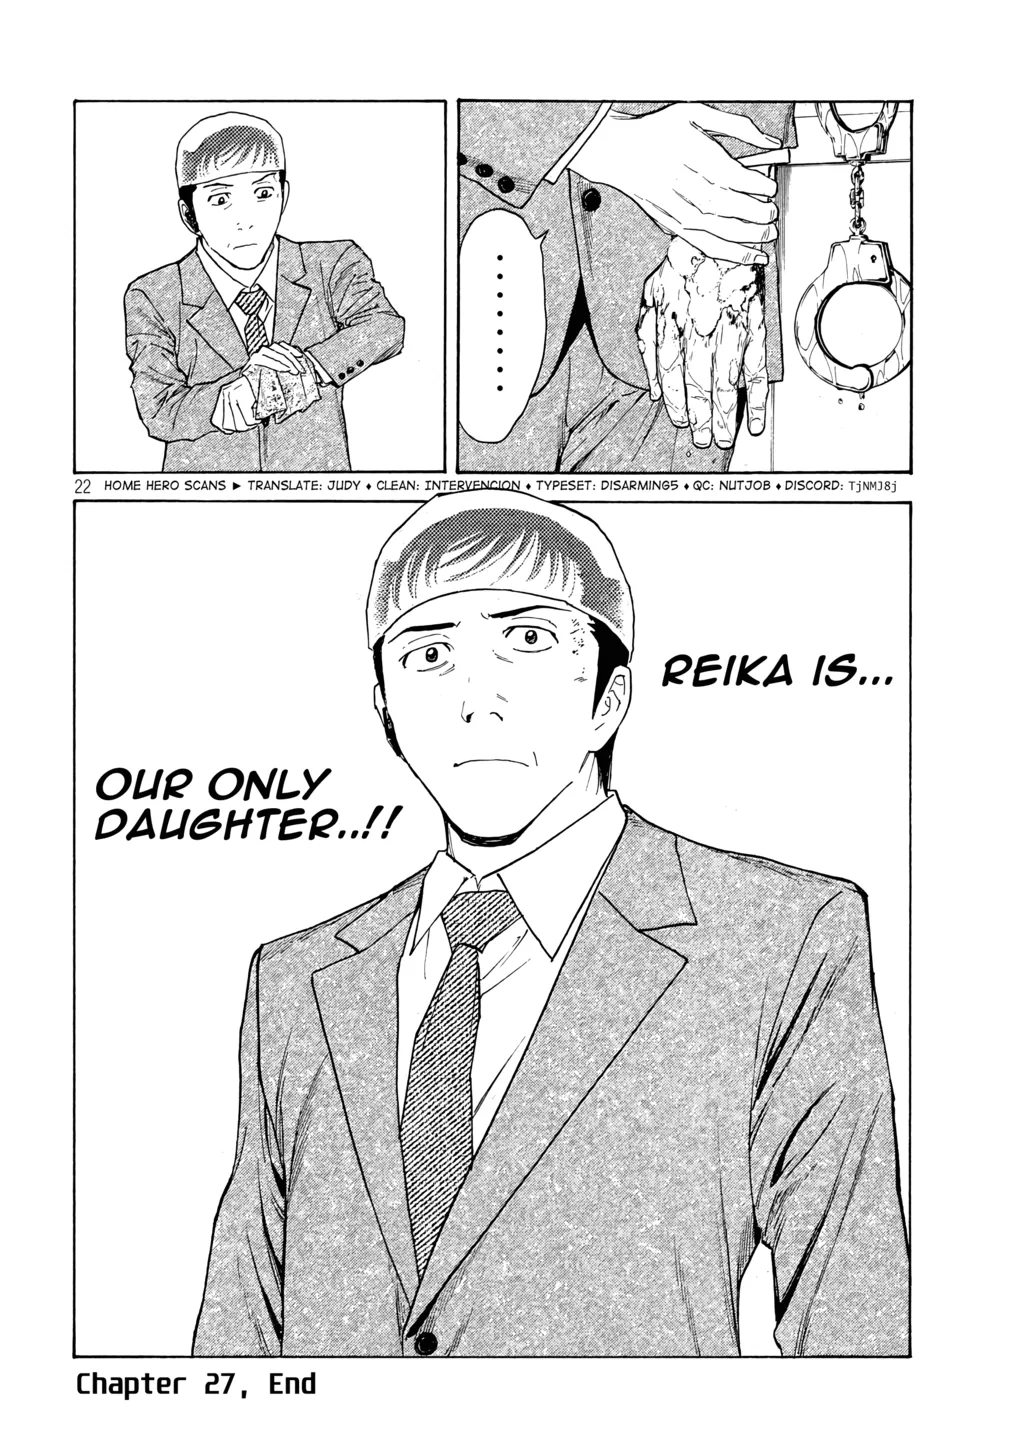 ........
22 HOME HERO SCANS ► TRANSLATE: JUDY ♦ CLEAN: INTERVENCION ♦ TYPESET: DISARMING5 ♦ QC: NUTJOB ♦ DISCORD: TjNMJ8j
REIKA IS...
OUR ONLY
DAUGHTER..!!
Chapter 27, End